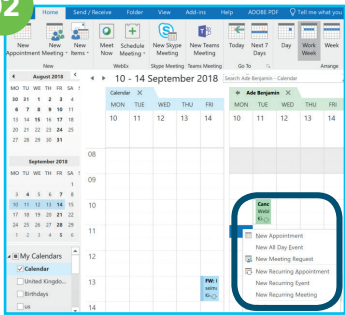 02
Home Send / Receive Folder View Add-ins Help ADOBE PDF Tell me what you
New Appointment
New Meeting
New Items
Meet Now
Schedule Meeting
New Skype Meeting
New Teams Meeting
Today
Next 7 Days
Day
Work Week
Week
New WebEx Skype Meeting Teams Meeting Go To Arrange
August 2018
MO TU WE TH FR SA
30 31 1 2 3 4
6 7 8 9 10 11
13 14 15 16 17 18
20 21 22 23 24 25
27 28 29 30 31
September 2018
MO TU WE TH FR SA
1
3 4 5 6 7 8
10 11 12 13 14 15
17 18 19 20 21 22
24 25 26 27 28 29
1 2 3 4 5 6
My Calendars
Calendar
United Kingdo...
Birthdays
us
10 - 14 September 2018
Search Ade Benjamin - Calendar
Calendar X
MON TUE WED THU FRI
10 11 12 13 14
Ade Benjamin X
MON TUE WED THU FRI
10 11 12 13 14
08
09
10
11
12
13
14
FW: I
Canc
New Appointment
New All Day Event
New Meeting Request
New Recurring Appointment
New Recurring Event
New Recurring Meeting